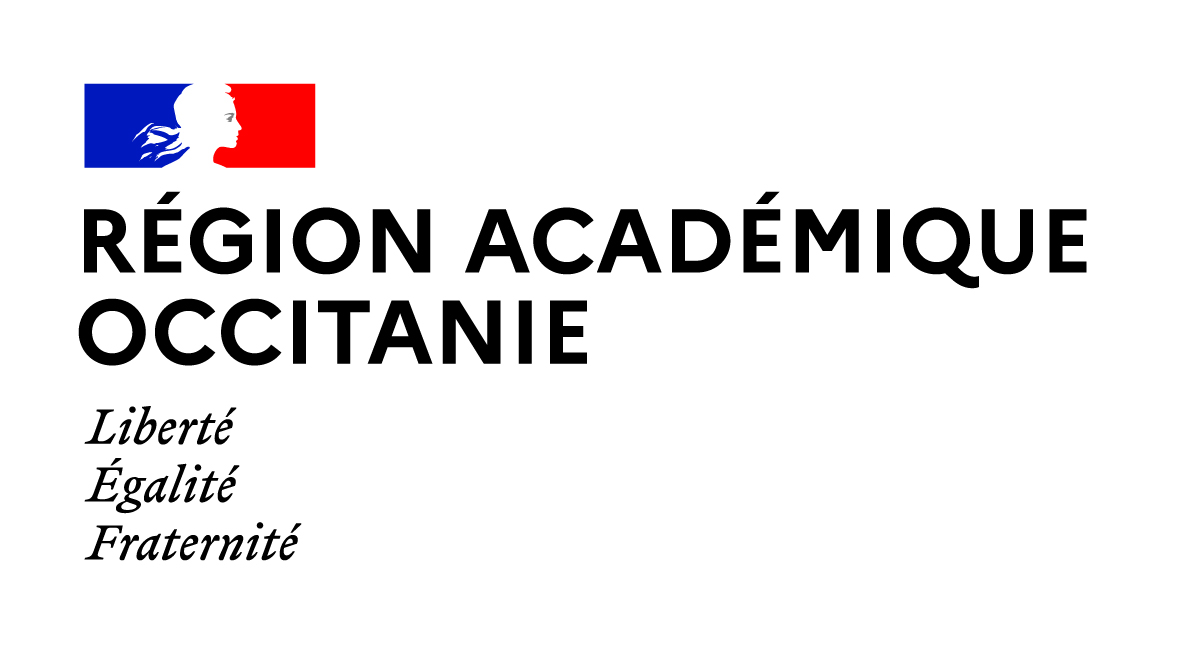 RÉGION ACADÉMIQUE
OCCITANIE
Liberté
Égalité
Fraternité